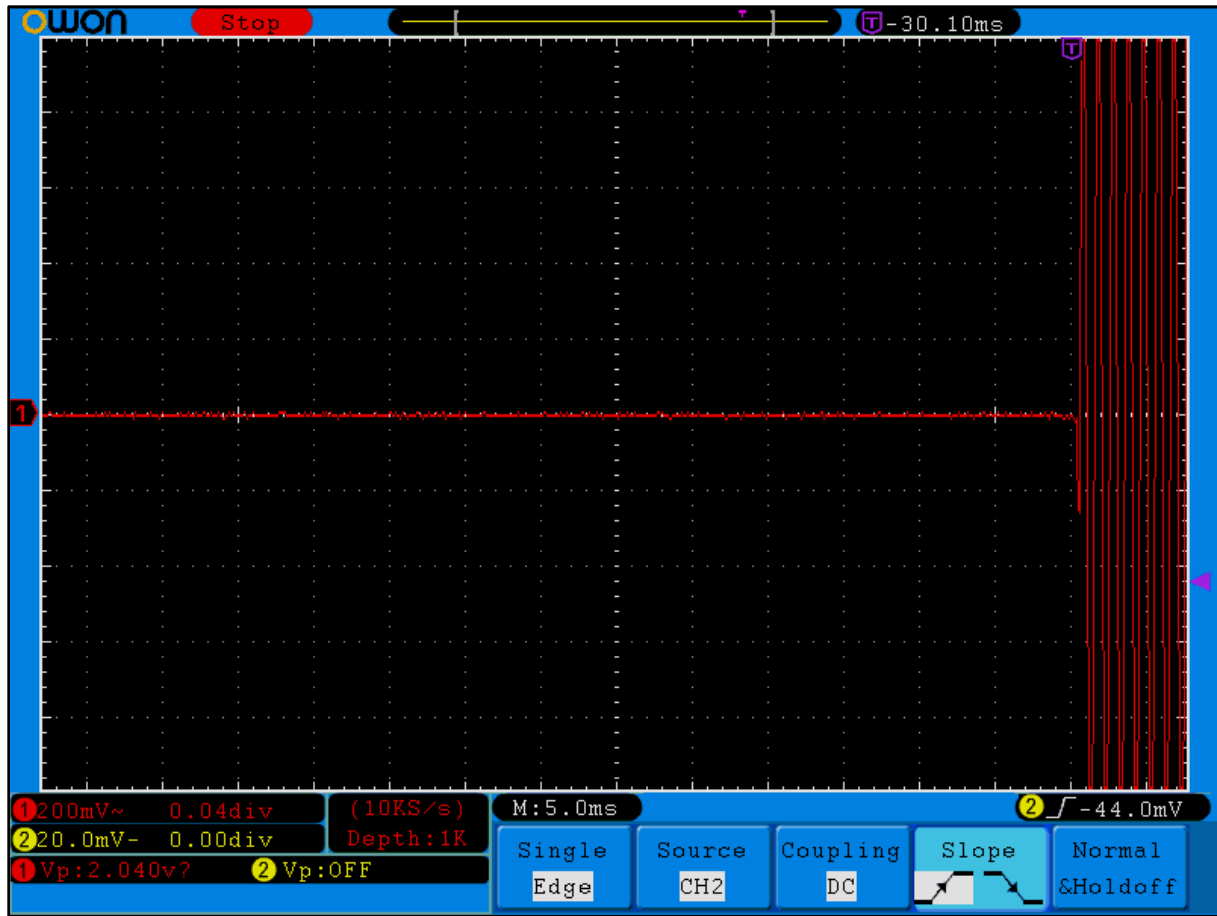 owon Stop T -30.10ms
T
1
1 200mV~ 0.04div (10KS/s) M:5.0ms 2 -44.0mV
2 20.0mV- 0.00div Depth:1K
1 Vp:2.040v? 2 Vp:OFF
Single Source Coupling Slope Normal
Edge CH2 DC &Holdoff